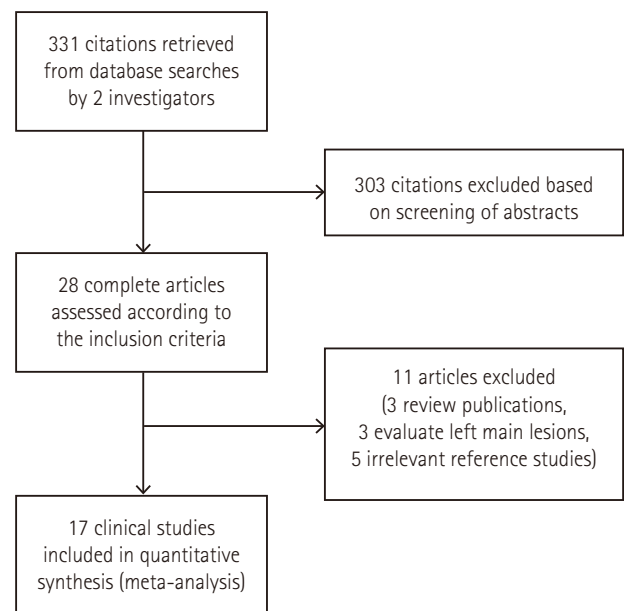 331 citations retrieved
from database searches
by 2 investigators
303 citations excluded based
on screening of abstracts
28 complete articles
assessed according to
the inclusion criteria
11 articles excluded
(3 review publications,
3 evaluate left main lesions,
5 irrelevant reference studies)
17 clinical studies
included in quantitative
synthesis (meta-analysis)